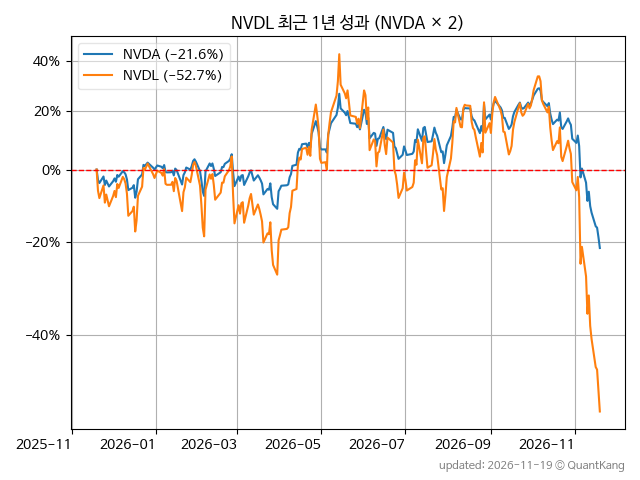 NVDL 최근 1년 성과 (NVDA × 2)
NVDA (−21.6%)
NVDL (−52.7%)
40%
20%
0%
−20%
−40%
2025-11 2026-01 2026-03 2026-05 2026-07 2026-09 2026-11
updated: 2026-11-19 © QuantKang